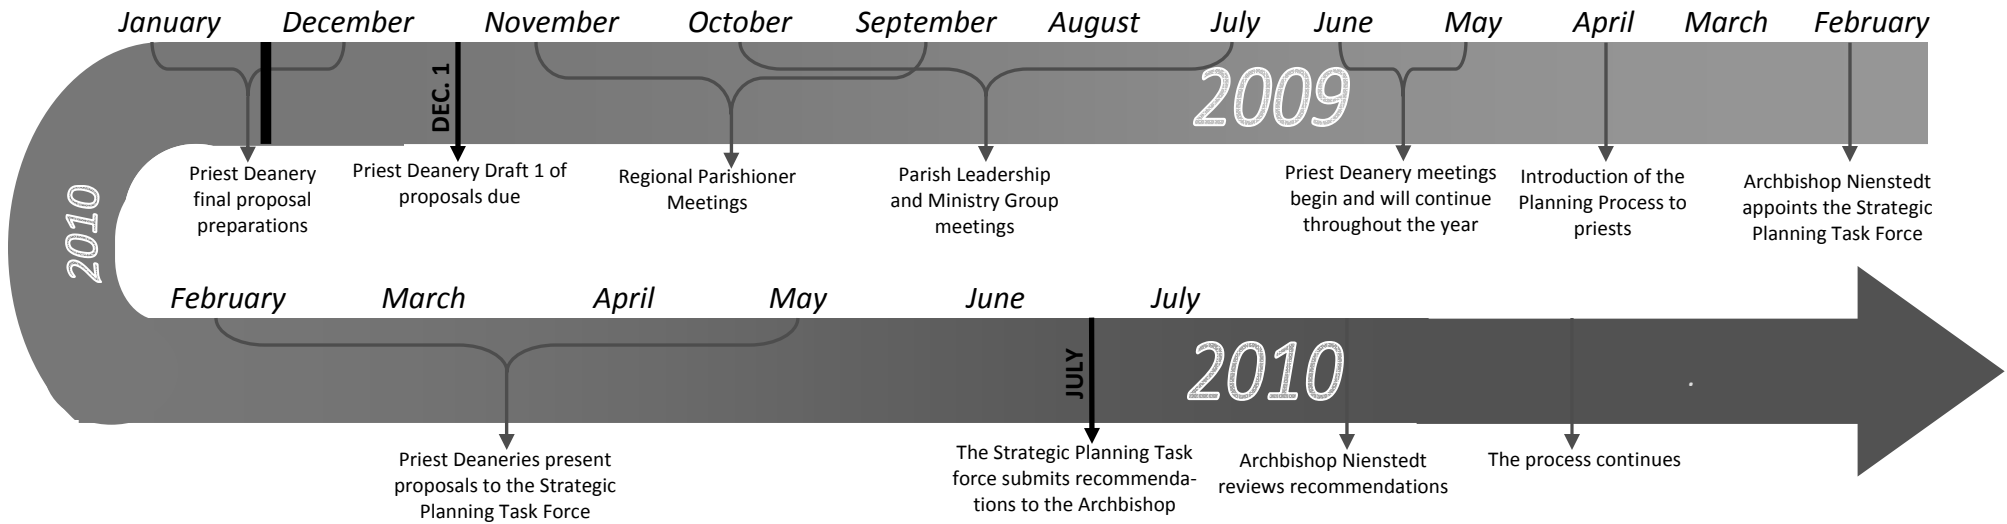 January December November October September August July June May April March February
DEC. 1
2009
Priest Deanery
final proposal
preparations
Priest Deanery Draft 1 of
proposals due
Regional Parishioner
Meetings
Parish Leadership
and Ministry Group
meetings
Priest Deanery meetings
begin and will continue
throughout the year
Introduction of the
Planning Process to
priests
Archbishop Nienstedt
appoints the Strategic
Planning Task Force
2010
February March April May June July
JULY
2010
Priest Deaneries present
proposals to the Strategic
Planning Task Force
The Strategic Planning Task
force submits recommenda-
tions to the Archbishop
Archbishop Nienstedt
reviews recommendations
The process continues